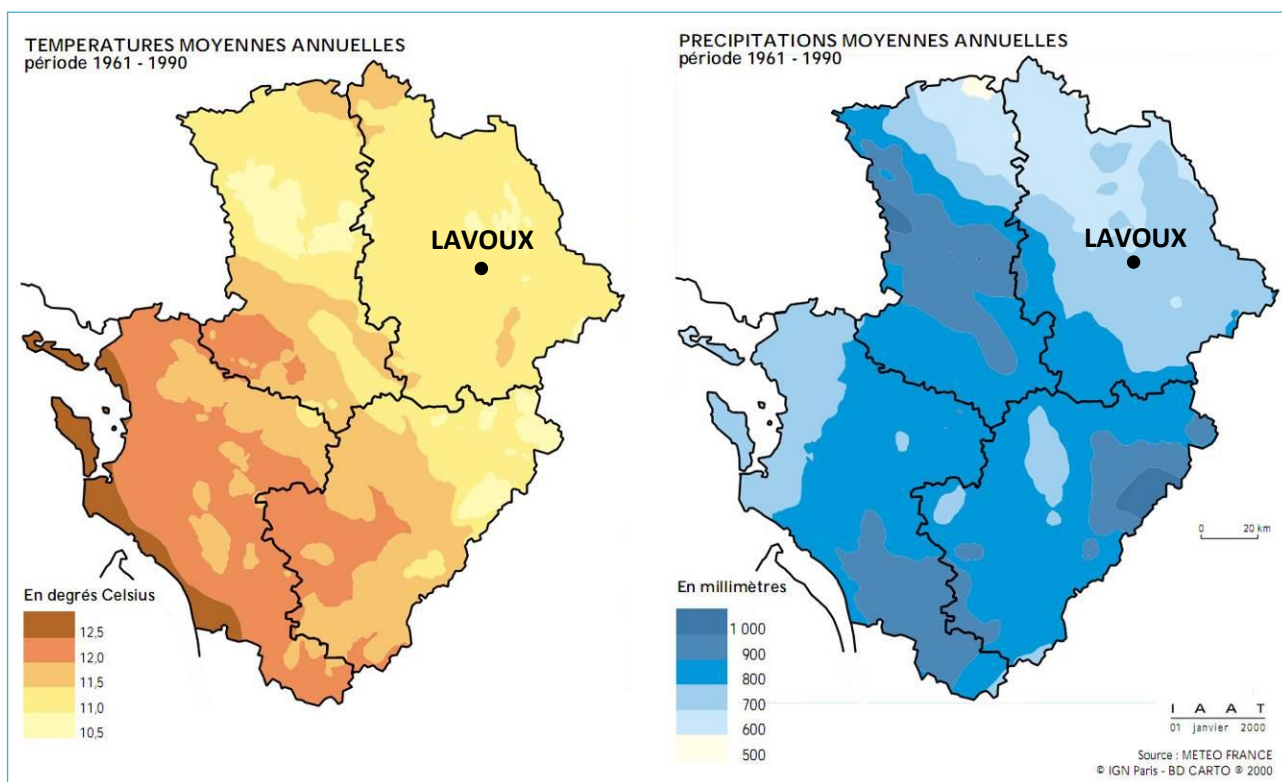 TEMPERATURES MOYENNES ANNUELLES
période 1961 - 1990
LAVOUX
En degrés Celsius
12,5
12,0
11,5
11,0
10,5
PRECIPITATIONS MOYENNES ANNUELLES
période 1961 - 1990
LAVOUX
0 20 km
En millimètres
1 000
900
800
700
600
500
I A A T
01 janvier 2000
Source : METEO FRANCE
© IGN Paris - BD CARTO ® 2000